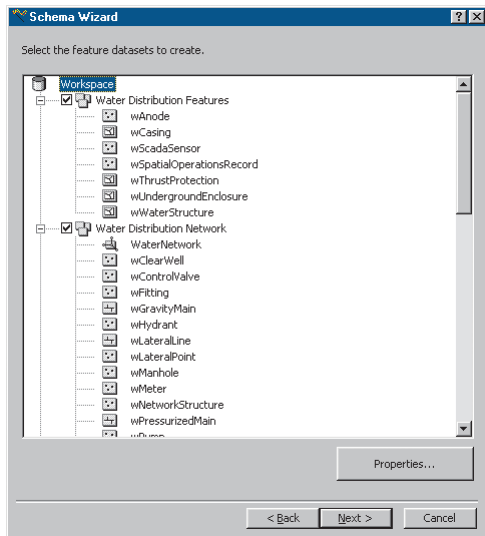 Schema Wizard
Select the feature datasets to create.
Workspace
Water Distribution Features
wAnode
wCasing
wScadaSensor
wSpatialOperationsRecord
wThrustProtection
wUndergroundEnclosure
wWaterStructure
Water Distribution Network
WaterNetwork
wClearWell
wControlValve
wFitting
wGravityMain
wHydrant
wLateralLine
wLateralPoint
wManhole
wMeter
wNetworkStructure
wPressurizedMain
wPump
Properties...
< Back Next > Cancel